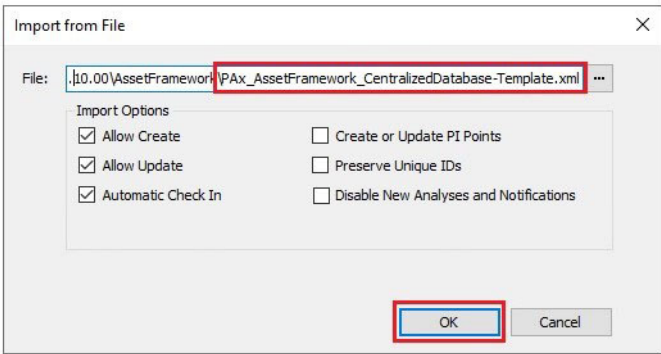 Import from File
File: .10.00\AssetFramework\PAx_AssetFramework_CentralizedDatabase-Template.xml ...
Import Options
Allow Create Create or Update PI Points
Allow Update Preserve Unique IDs
Automatic Check In Disable New Analyses and Notifications
OK Cancel